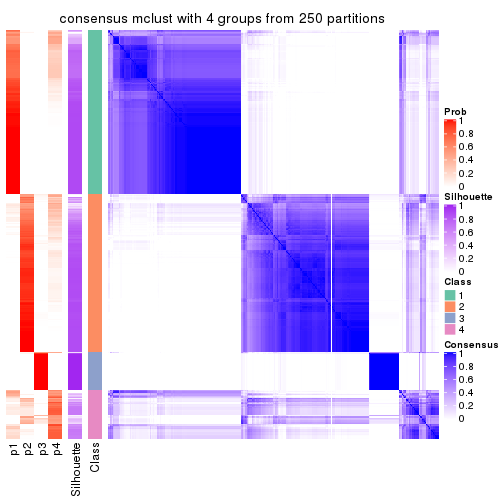 consensus mclust with 4 groups from 250 partitions
Prob
1
0.8
0.6
0.4
0.2
0
Silhouette
1
0.8
0.6
0.4
0.2
0
Class
1
2
3
4
Consensus
1
0.8
0.6
0.4
0.2
0
p1
p2
p3
p4
Silhouette
Class